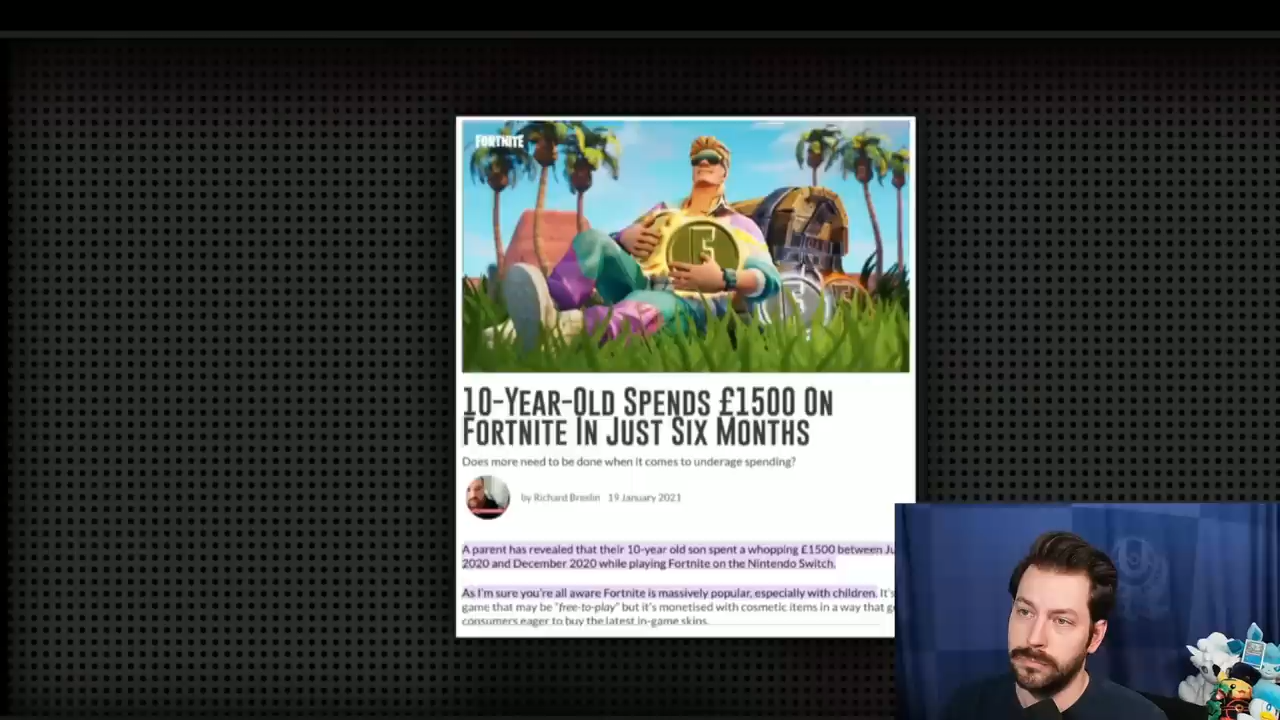 FORTNITE
10-Year-Old Spends £1500 On
Fortnite In Just Six Months
Does more need to be done when it comes to underage spending?
by Richard Breslin 19 January 2021
A parent has revealed that their 10-year old son spent a whopping £1500 between Ju
2020 and December 2020 while playing Fortnite on the Nintendo Switch.
As I'm sure you're all aware Fortnite is massively popular, especially with children. It's
game that may be "free-to-play" but it's monetised with cosmetic items in a way that g
consumers eager to buy the latest in-game skins.